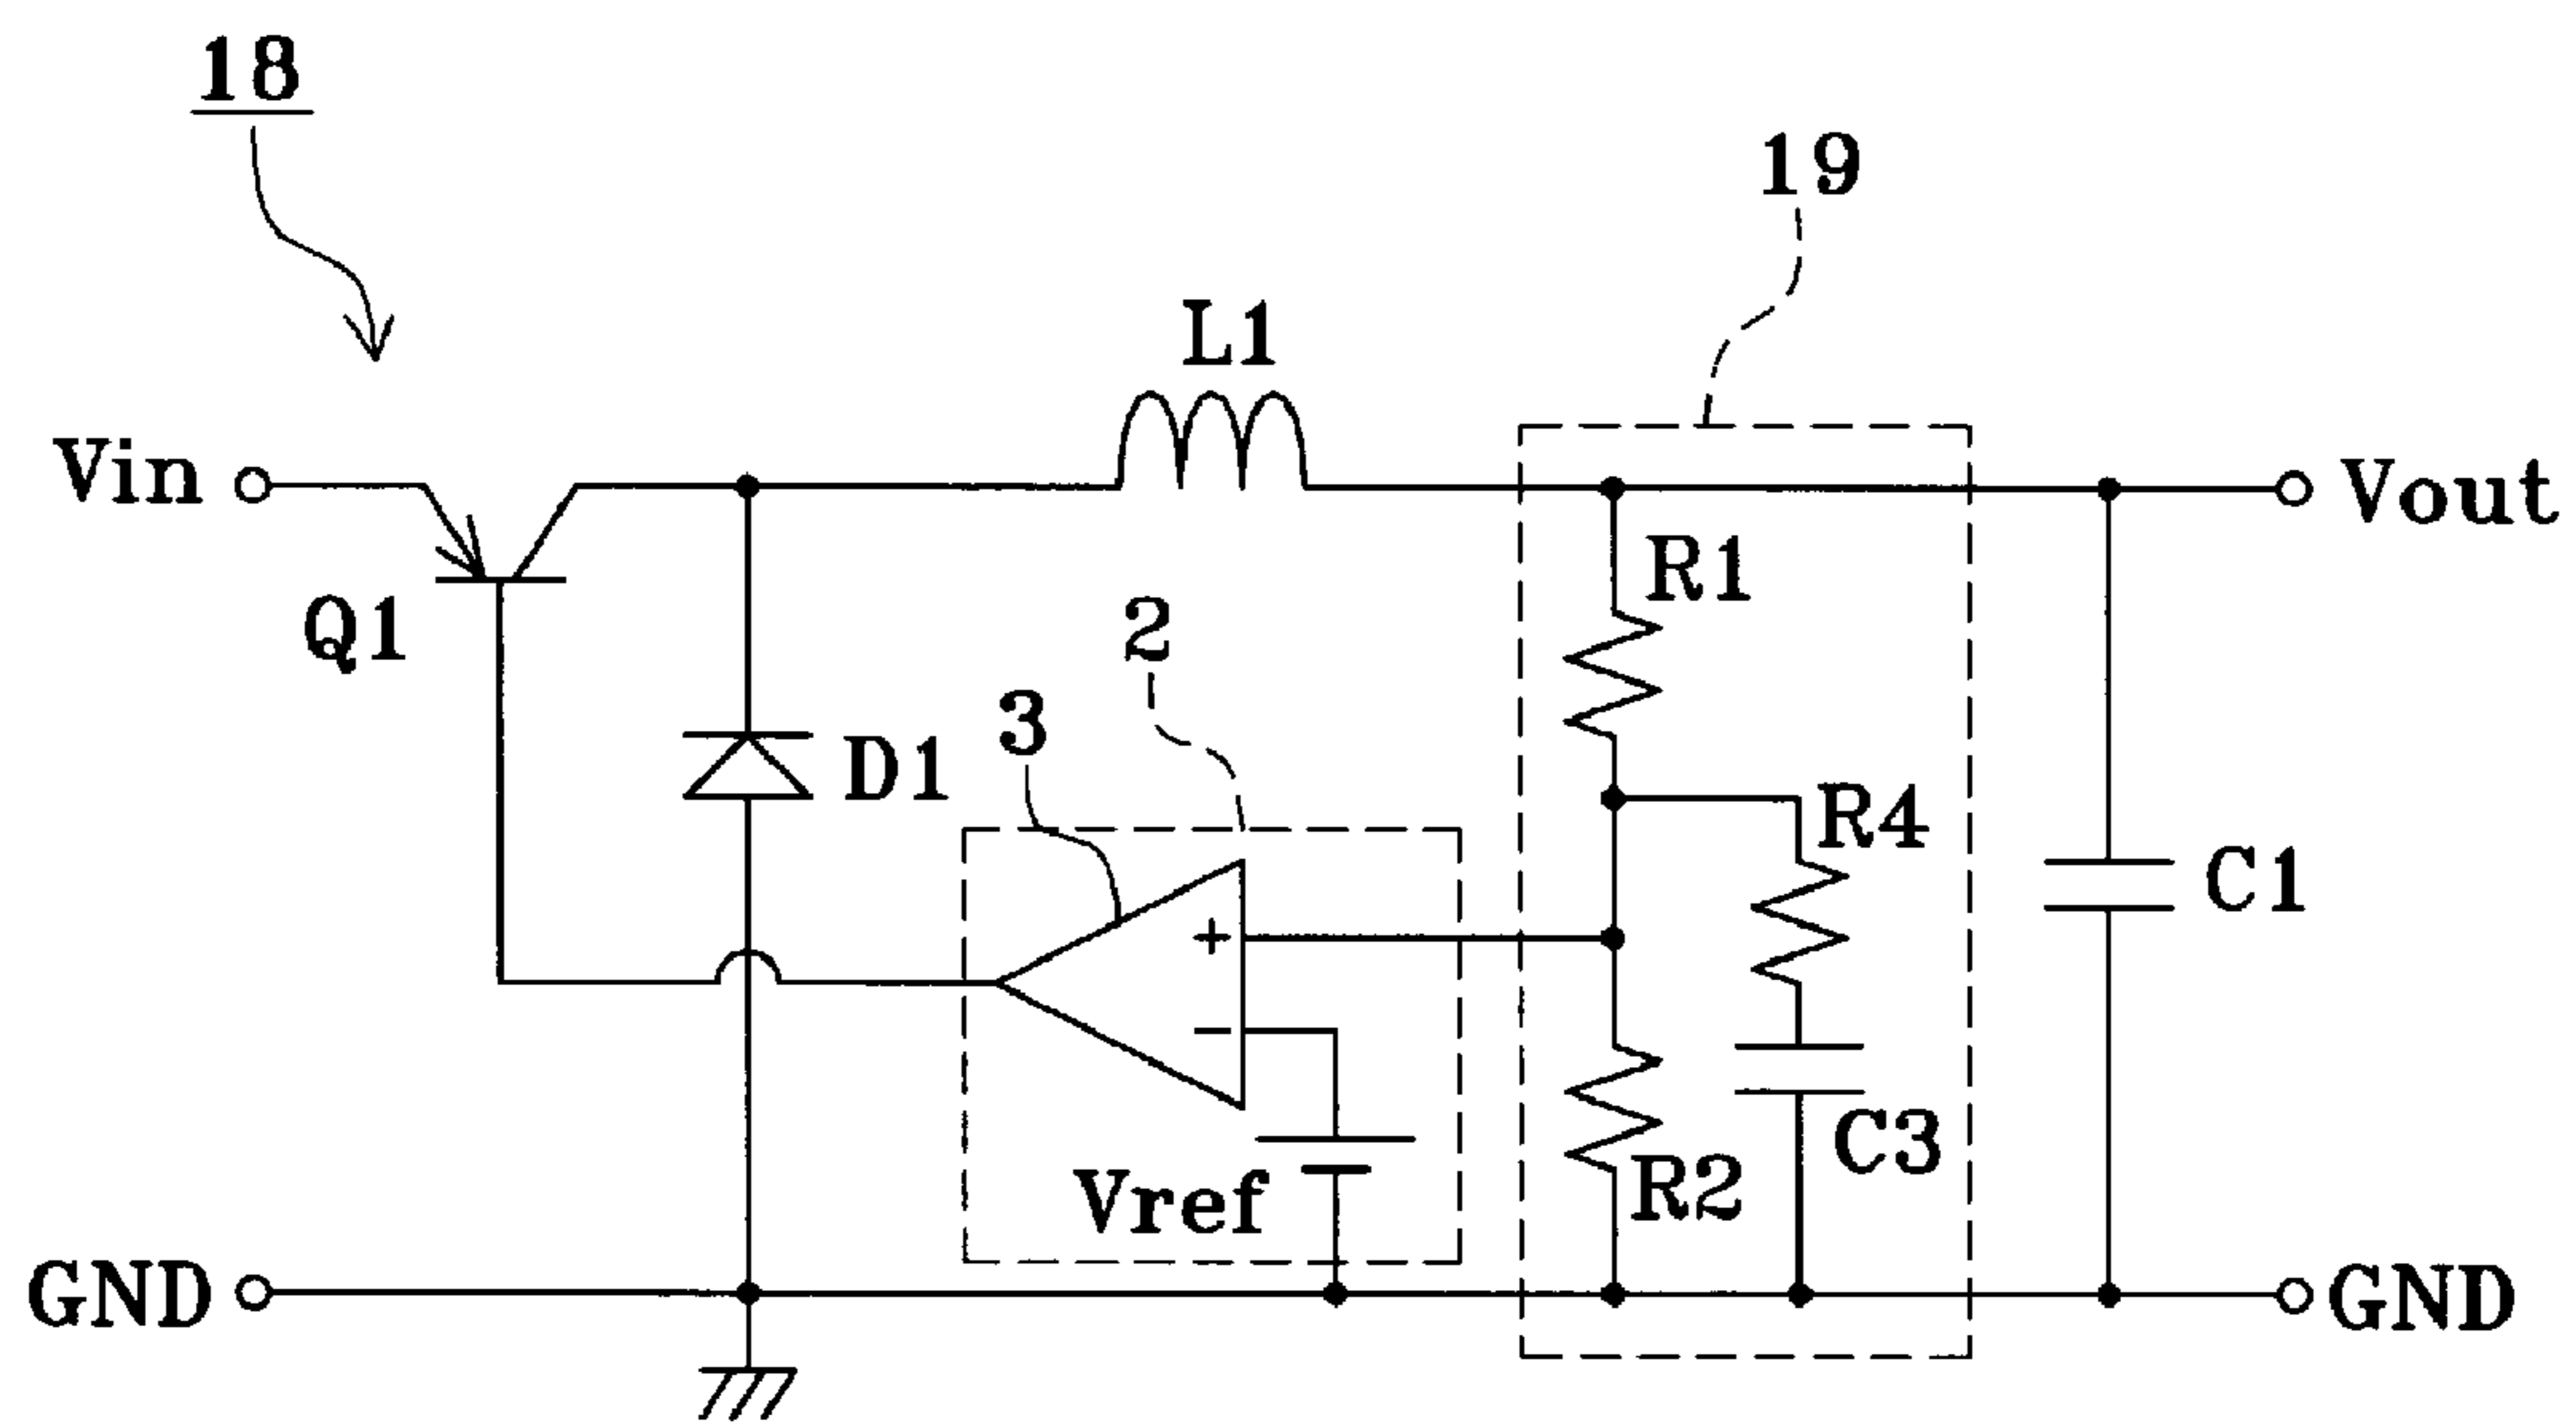 18
19
L1
Vin
Vout
R1
Q1
2
3
D1
R4
C1
+
−
C3
Vref
R2
GND
GND